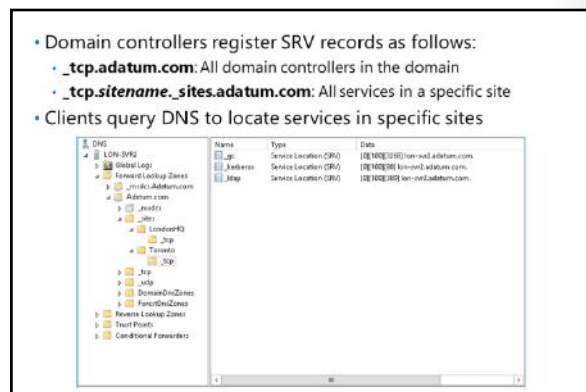 • Domain controllers register SRV records as follows:
• _tcp.adatum.com: All domain controllers in the domain
• _tcp.sitename._sites.adatum.com: All services in a specific site
• Clients query DNS to locate services in specific sites
DNS
LON-SVR2
Global Logs
Forward Lookup Zones
_msdcs.Adatum.com
Adatum.com
_msdcs
_sites
LondonHQ
_tcp
Toronto
_tcp
_tcp
_udp
DomainDnsZones
ForestDnsZones
Reverse Lookup Zones
Trust Points
Conditional Forwarders
Name Type Data
_gc Service Location (SRV) [0][100][3268] lon-svr2.adatum.com.
_kerberos Service Location (SRV) [0][100][88] lon-svr2.adatum.com.
_ldap Service Location (SRV) [0][100][389] lon-svr2.adatum.com.